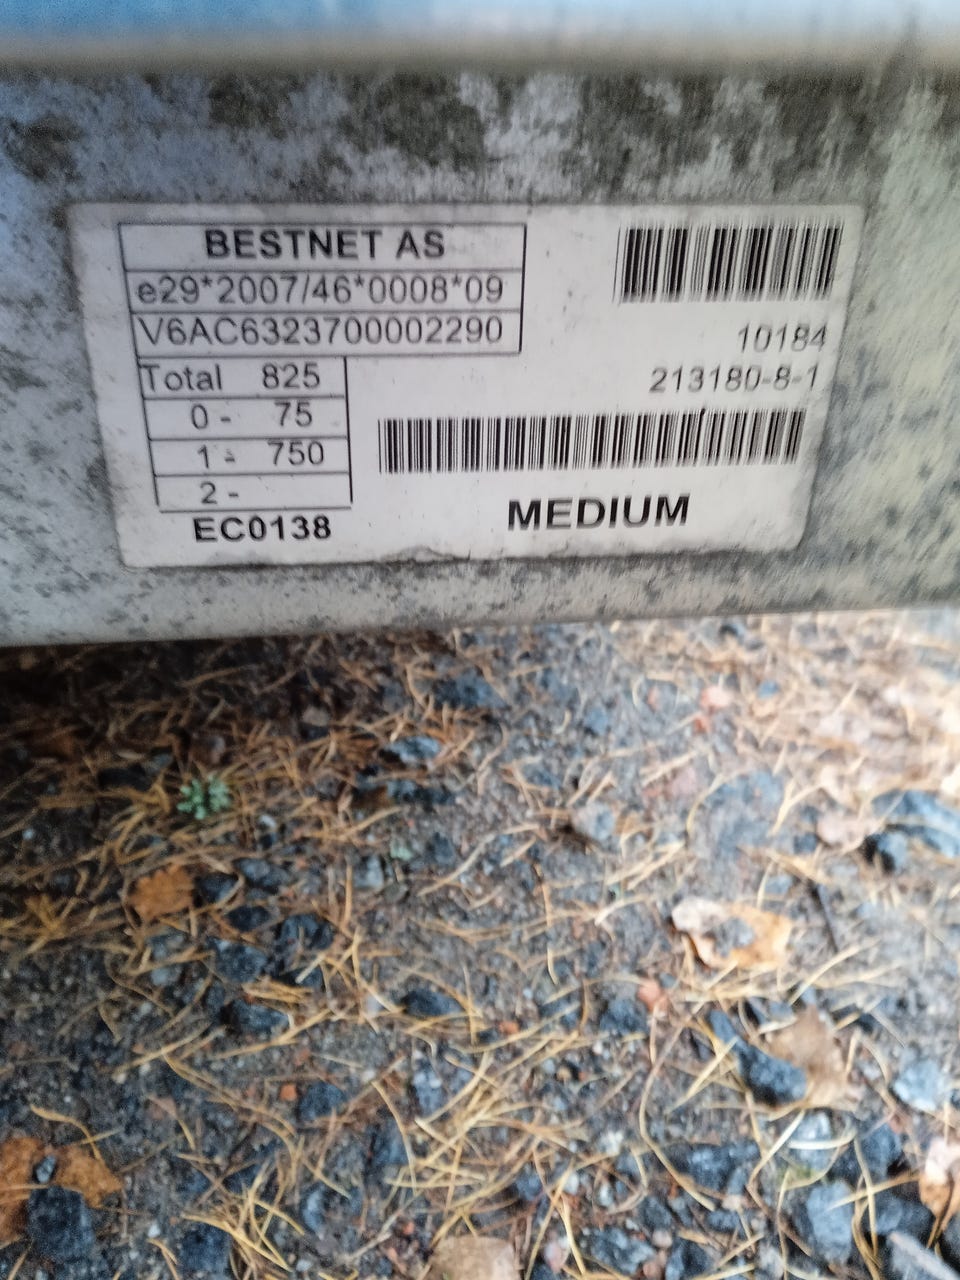 BESTNET AS
e29*2007/46*0008*09
V6AC6323700002290
Total 825
0 - 75
1 - 750
2 -
EC0138
10184
213180-8-1
MEDIUM